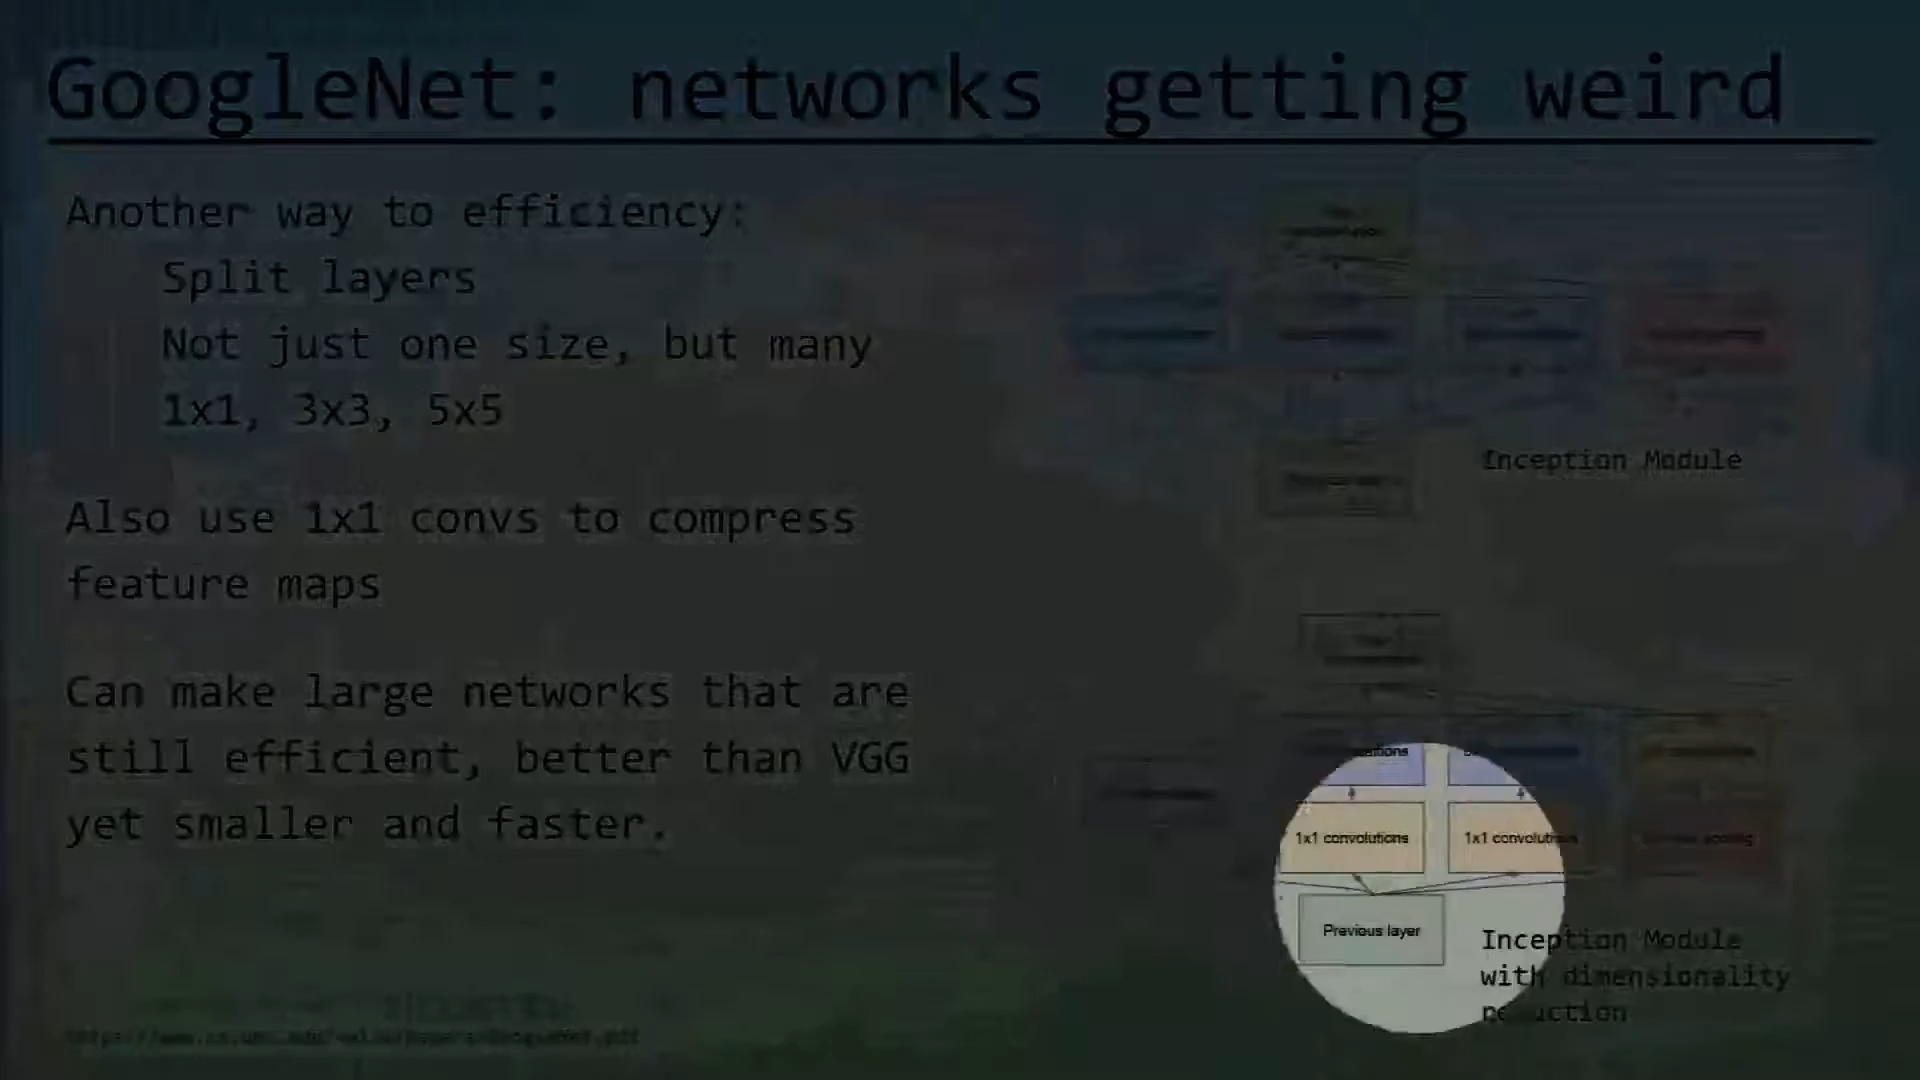 GoogleNet: networks getting weird
Another way to efficiency:
Split layers
Not just one size, but many
1x1, 3x3, 5x5
Also use 1x1 convs to compress
feature maps
Can make large networks that are
still efficient, better than VGG
yet smaller and faster.
Inception Module
1x1 convolutions
1x1 convolutions
Previous layer
Inception Module
with dimensionality
reduction